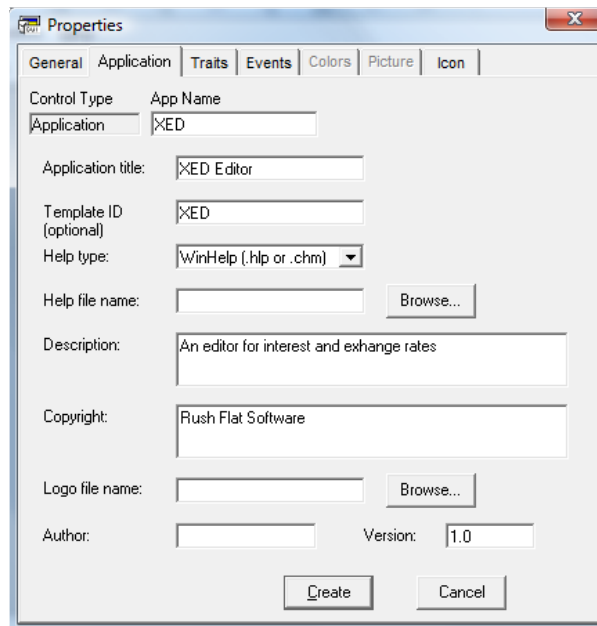 Properties
General Application Traits Events Colors Picture Icon
Control Type App Name
Application XED
Application title: XED Editor
Template ID XED
(optional)
Help type: WinHelp (.hlp or .chm)
Help file name: Browse...
Description: An editor for interest and exhange rates
Copyright: Rush Flat Software
Logo file name: Browse...
Author: Version: 1.0
Create Cancel